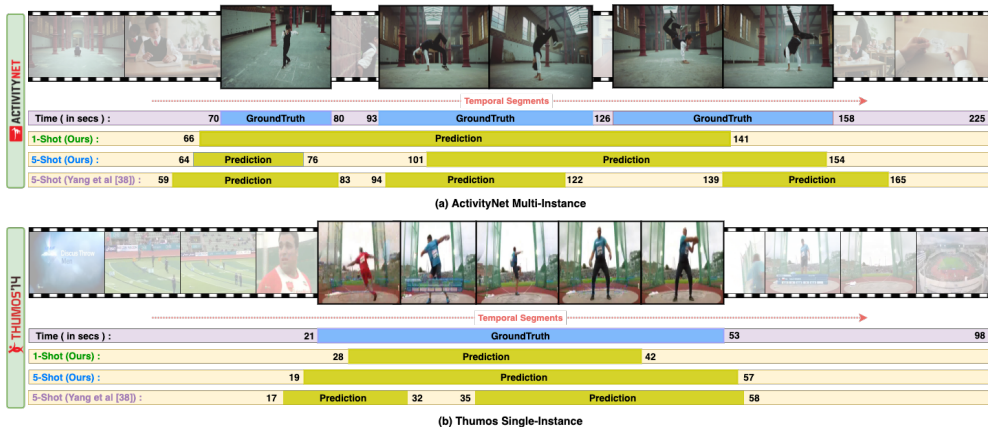 ACTIVITYNET
Temporal Segments
Time ( in secs ) : 70 GroundTruth 80 93 GroundTruth 126 GroundTruth 158 225
1-Shot (Ours) : 66 Prediction 141
5-Shot (Ours) : 64 Prediction 76 101 Prediction 154
5-Shot (Yang et al [38]) : 59 Prediction 83 94 Prediction 122 139 Prediction 165
(a) ActivityNet Multi-Instance
THUMOS'14
Discus Throw
Temporal Segments
Time ( in secs ) : 21 GroundTruth 53 98
1-Shot (Ours) : 28 Prediction 42
5-Shot (Ours) : 19 Prediction 57
5-Shot (Yang et al [38]) : 17 Prediction 32 35 Prediction 58
(b) Thumos Single-Instance